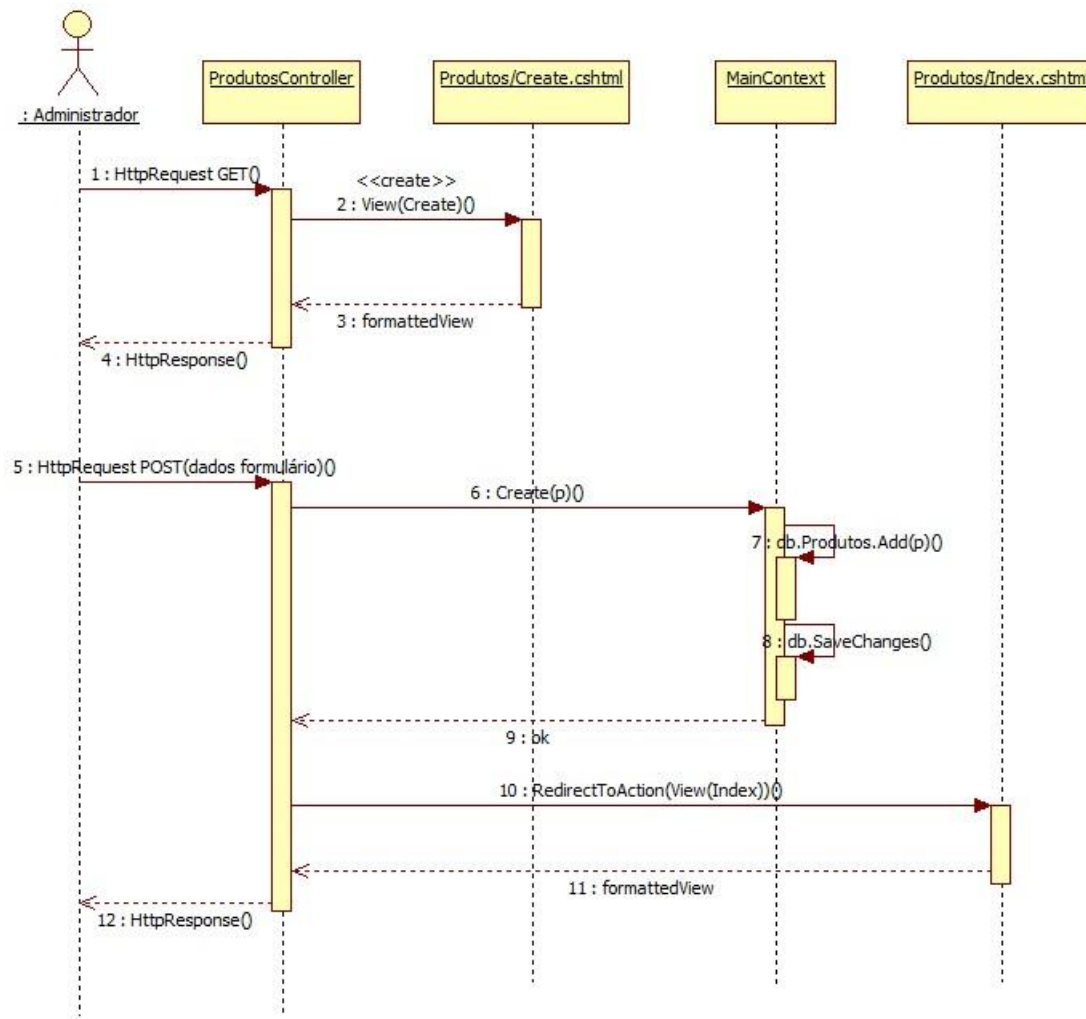 : Administrador
ProdutosController
Produtos/Create.cshtml
MainContext
Produtos/Index.cshtml
1 : HttpRequest GET()
<<create>>
2 : View(Create)()
3 : formattedView
4 : HttpResponse()
5 : HttpRequest POST(dados formulário)()
6 : Create(p)()
7 : db.Produtos.Add(p)()
8 : db.SaveChanges()
9 : ok
10 : RedirectToAction(View(Index))()
11 : formattedView
12 : HttpResponse()